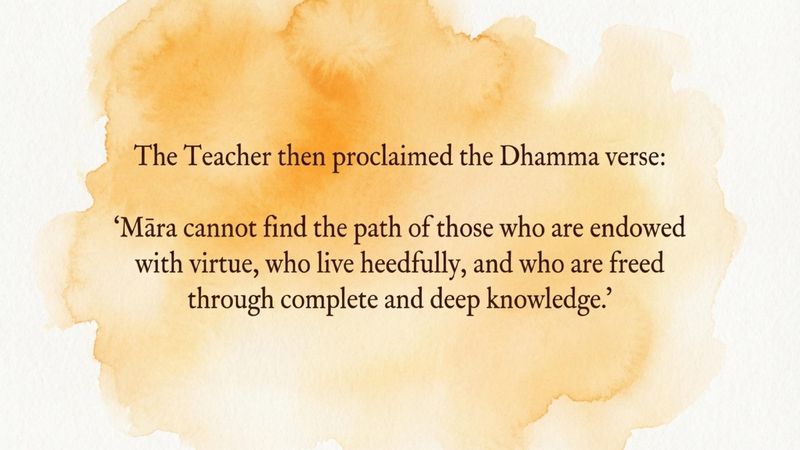 The Teacher then proclaimed the Dhamma verse:
‘Māra cannot find the path of those who are endowed
with virtue, who live heedfully, and who are freed
through complete and deep knowledge.’